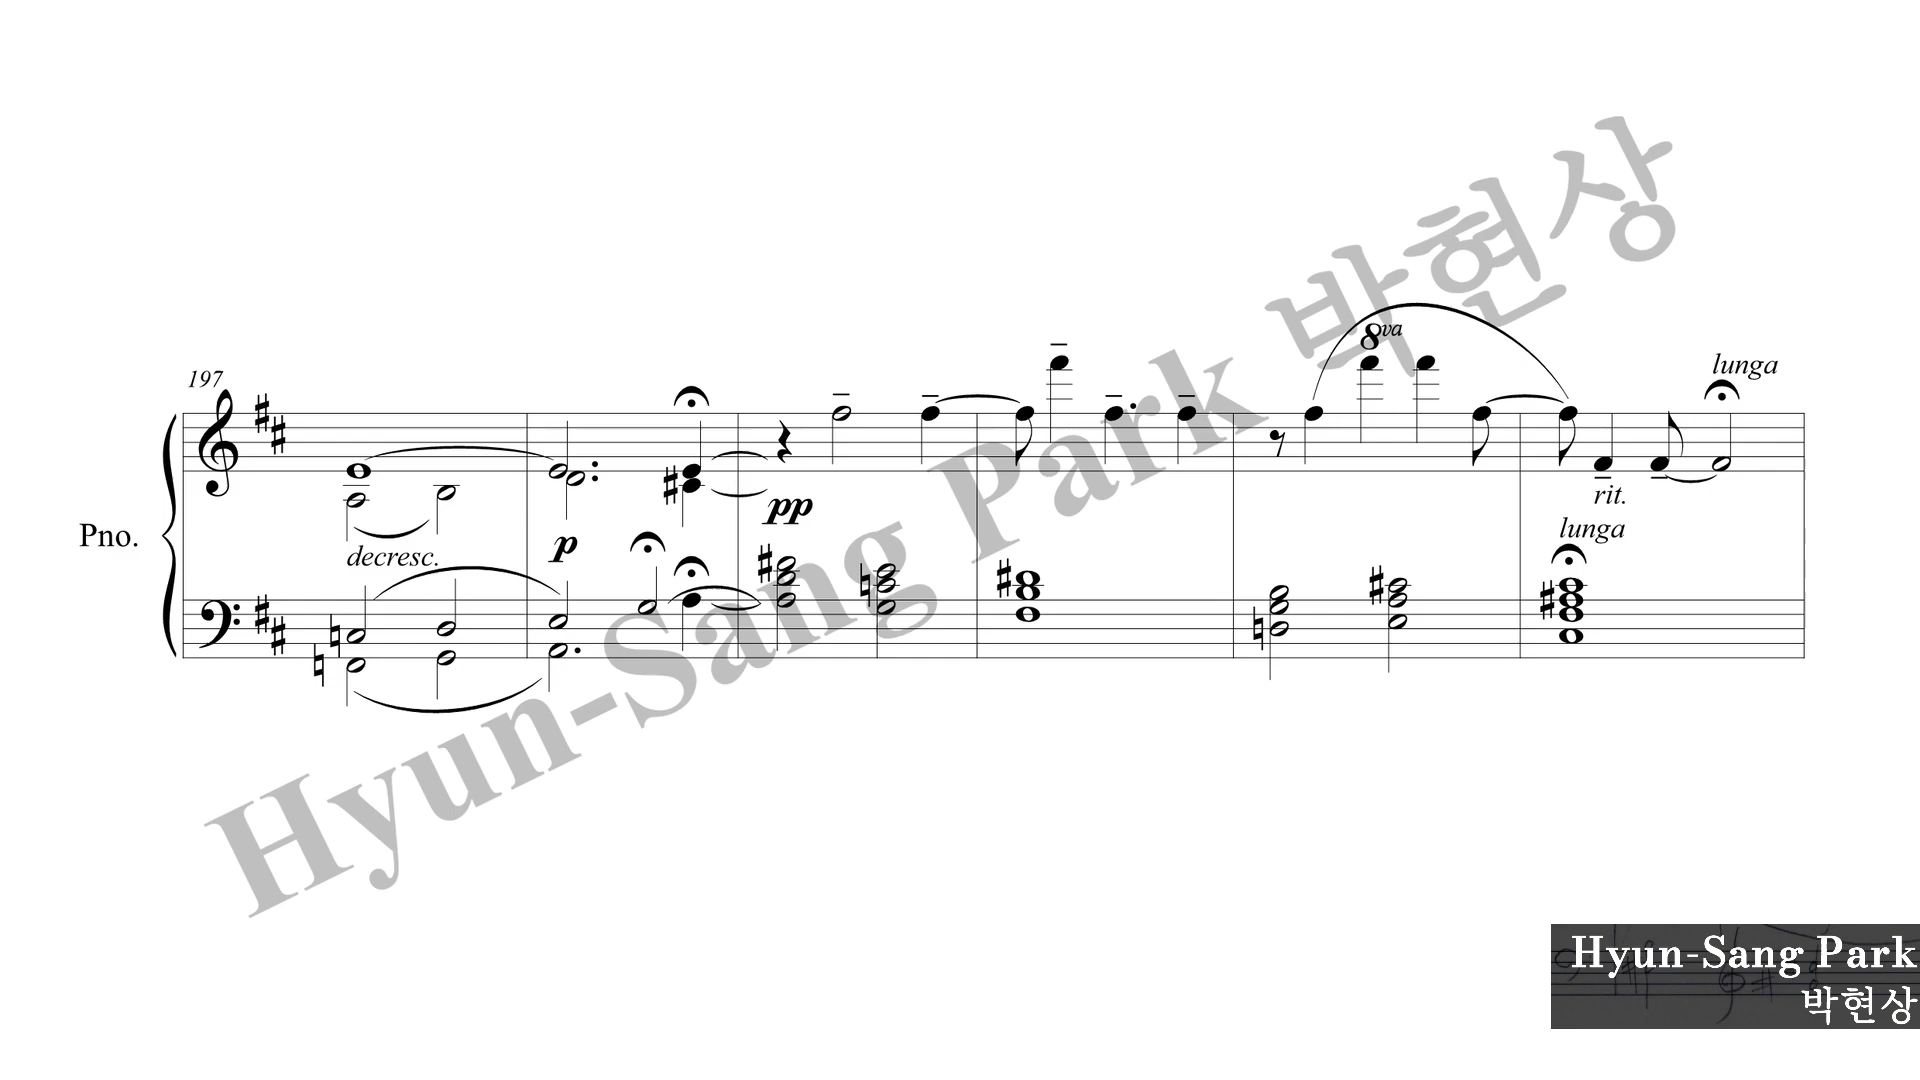 197
Pno.
decresc.
p
pp
8va
rit.
lunga
lunga
Hyun-Sang Park 박현상
Hyun-Sang Park
박현상